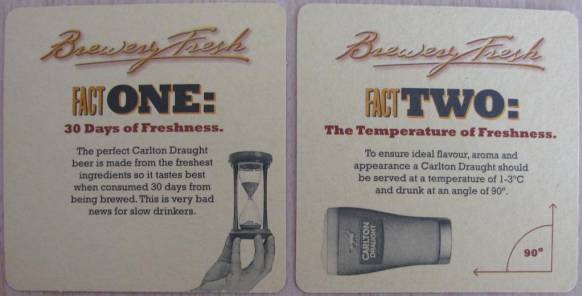 Brewery Fresh
FACT ONE:
30 Days of Freshness.
The perfect Carlton Draught
beer is made from the freshest
ingredients so it tastes best
when consumed 30 days from
being brewed. This is very bad
news for slow drinkers.
Brewery Fresh
FACT TWO:
The Temperature of Freshness.
To ensure ideal flavour, aroma and
appearance a Carlton Draught should
be served at a temperature of 1-3°C
and drunk at an angle of 90°.
CARLTON
DRAUGHT
90°